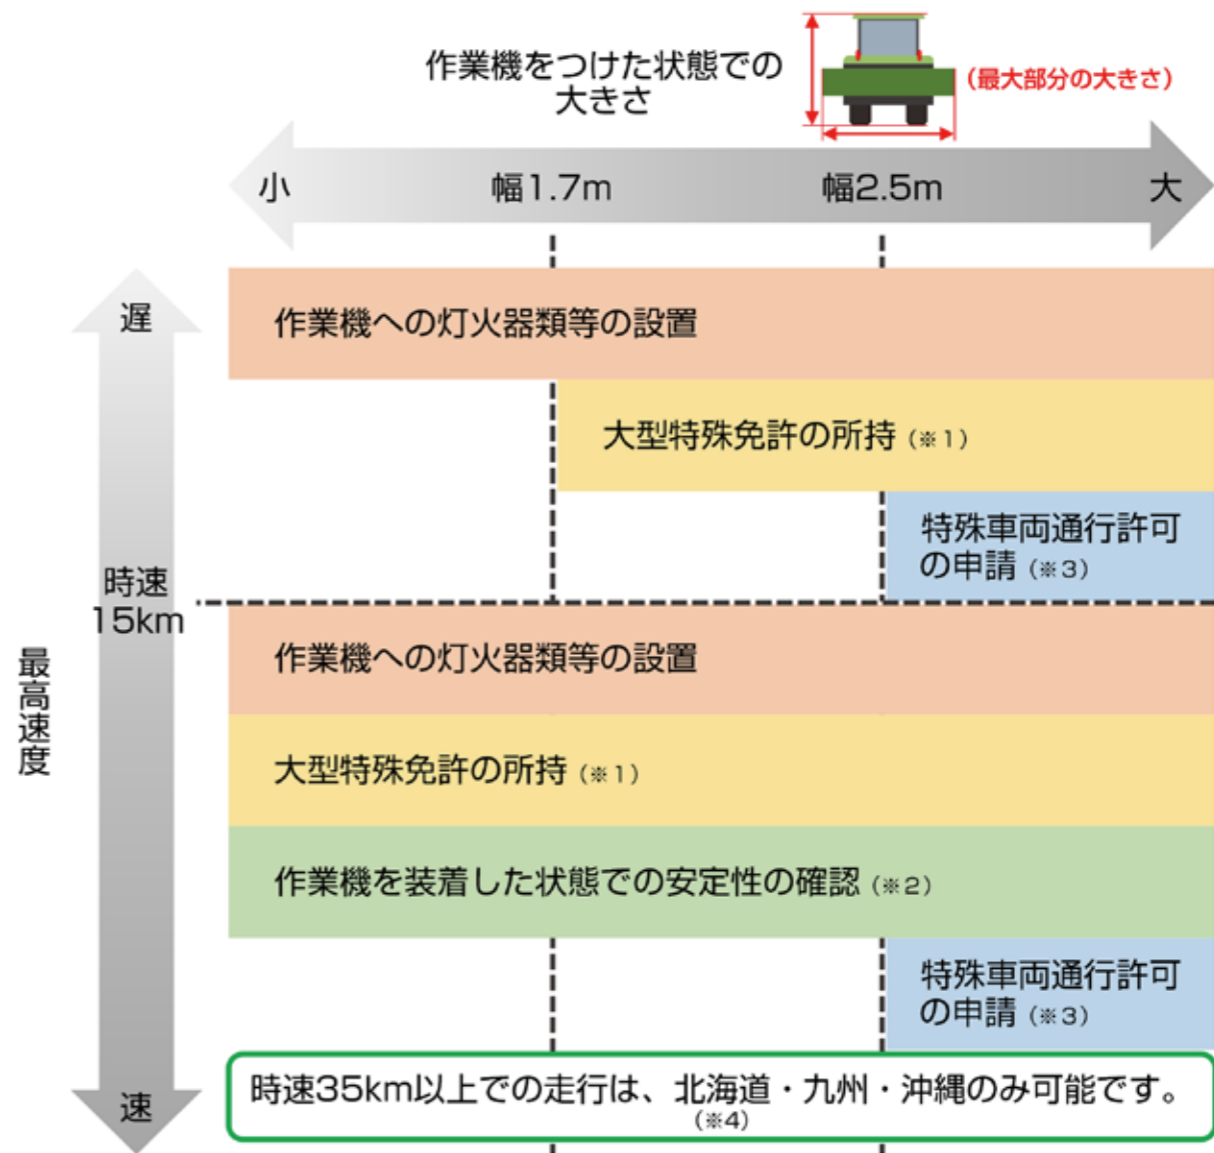 作業機をつけた状態での
大きさ
(最大部分の大きさ)
小
幅1.7m
幅2.5m
大
遅
作業機への灯火器類等の設置
大型特殊免許の所持(※1)
特殊車両通行許可
の申請(※3)
時速
15km
最高速度
作業機への灯火器類等の設置
大型特殊免許の所持(※1)
作業機を装着した状態での安定性の確認(※2)
特殊車両通行許可
の申請(※3)
速
時速35km以上での走行は、北海道・九州・沖縄のみ可能です。
(※4)